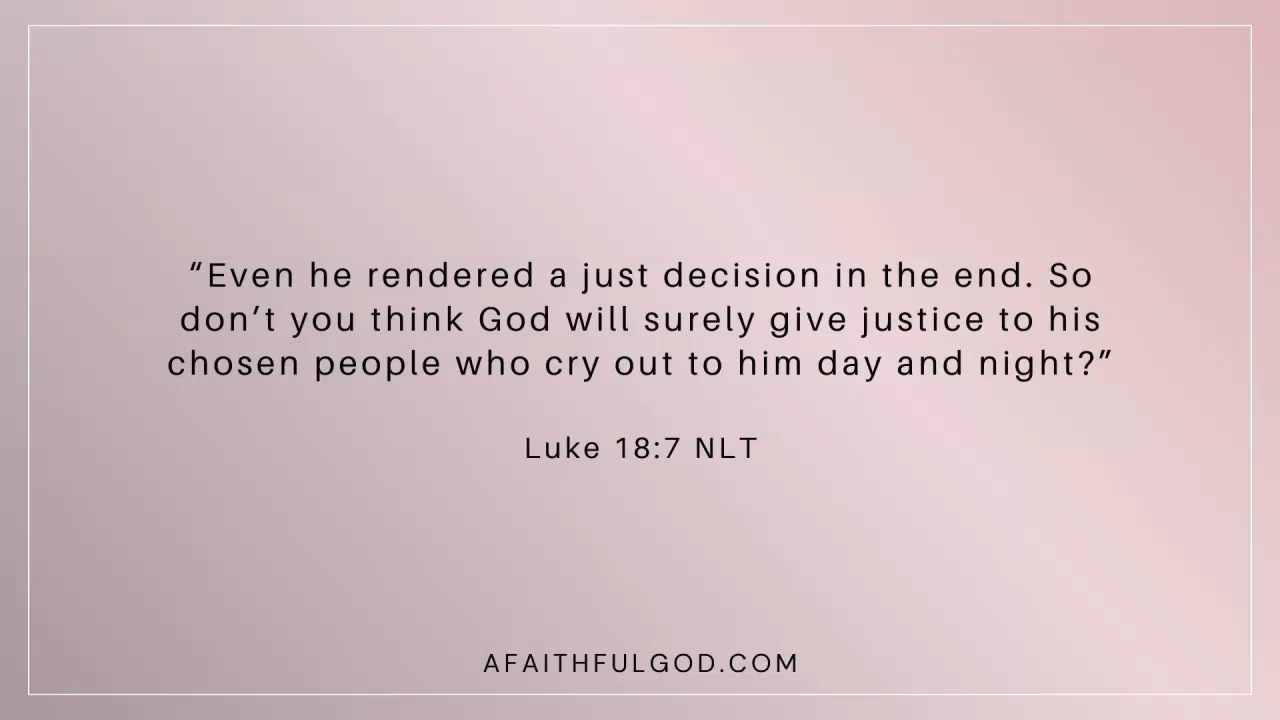 “Even he rendered a just decision in the end. So
don’t you think God will surely give justice to his
chosen people who cry out to him day and night?”
Luke 18:7 NLT
AFAITHFULGOD.COM